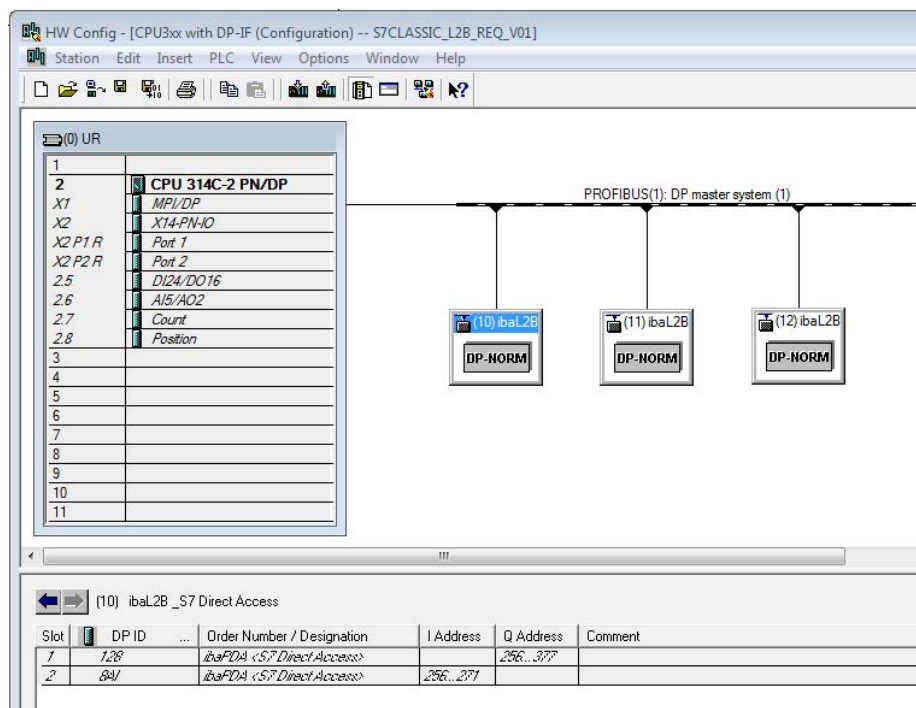 HW Config - [CPU3xx with DP-IF (Configuration) -- S7CLASSIC_L2B_REQ_V01]
Station Edit Insert PLC View Options Window Help
(0) UR
1
2 CPU 314C-2 PN/DP
X1 MPI/DP
X2 X14-PN-IO
X2 P1 R Port 1
X2 P2 R Port 2
2.5 DI24/DO16
2.6 AI5/AO2
2.7 Count
2.8 Position
3
4
5
6
7
8
9
10
11
PROFIBUS(1): DP master system (1)
(10) ibaL2B
DP-NORM
(11) ibaL2B
DP-NORM
(12) ibaL2B
DP-NORM
(10) ibaL2B _S7 Direct Access
Slot DP ID ... Order Number / Designation I Address Q Address Comment
1 128 ibaPDA <S7 Direct Access> 256...377
2 8AI ibaPDA <S7 Direct Access> 256...271